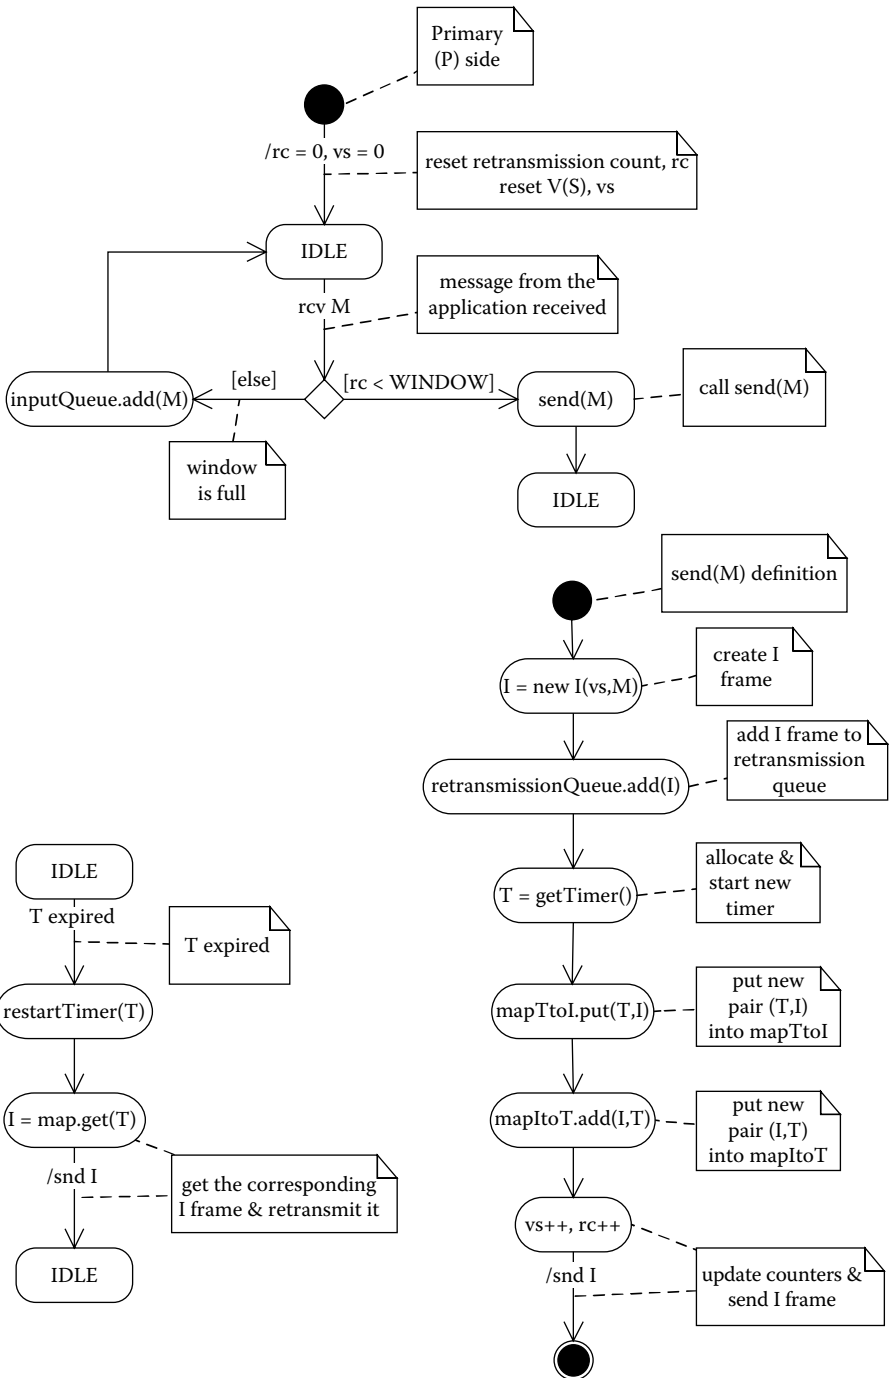 Primary
(P) side
/rc = 0, vs = 0
reset retransmission count, rc
reset V(S), vs
IDLE
message from the
application received
rcv M
[else]
[rc < WINDOW]
inputQueue.add(M)
send(M)
call send(M)
window
is full
IDLE
send(M) definition
create I
frame
I = new I(vs,M)
add I frame to
retransmission
queue
retransmissionQueue.add(I)
allocate &
start new
timer
T = getTimer()
put new
pair (T,I)
into mapTtoI
mapTtoI.put(T,I)
put new
pair (I,T)
into mapItoT
mapItoT.add(I,T)
vs++, rc++
/snd I
update counters &
send I frame
IDLE
T expired
T expired
restartTimer(T)
I = map.get(T)
/snd I
get the corresponding
I frame & retransmit it
IDLE